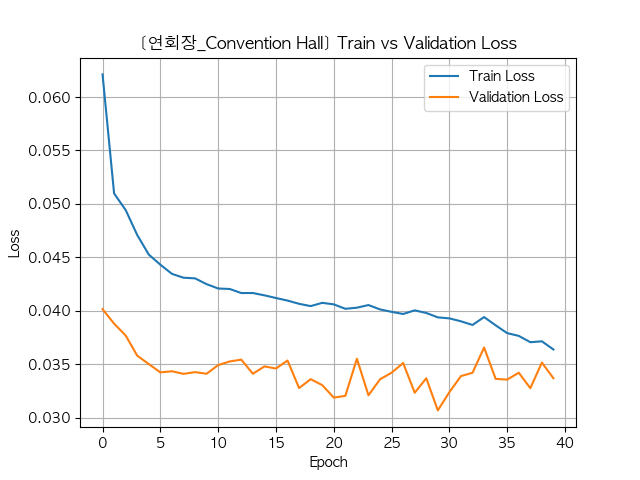 [연회장_Convention Hall] Train vs Validation Loss
Train Loss
Validation Loss
Loss
0.060
0.055
0.050
0.045
0.040
0.035
0.030
0 5 10 15 20 25 30 35 40
Epoch